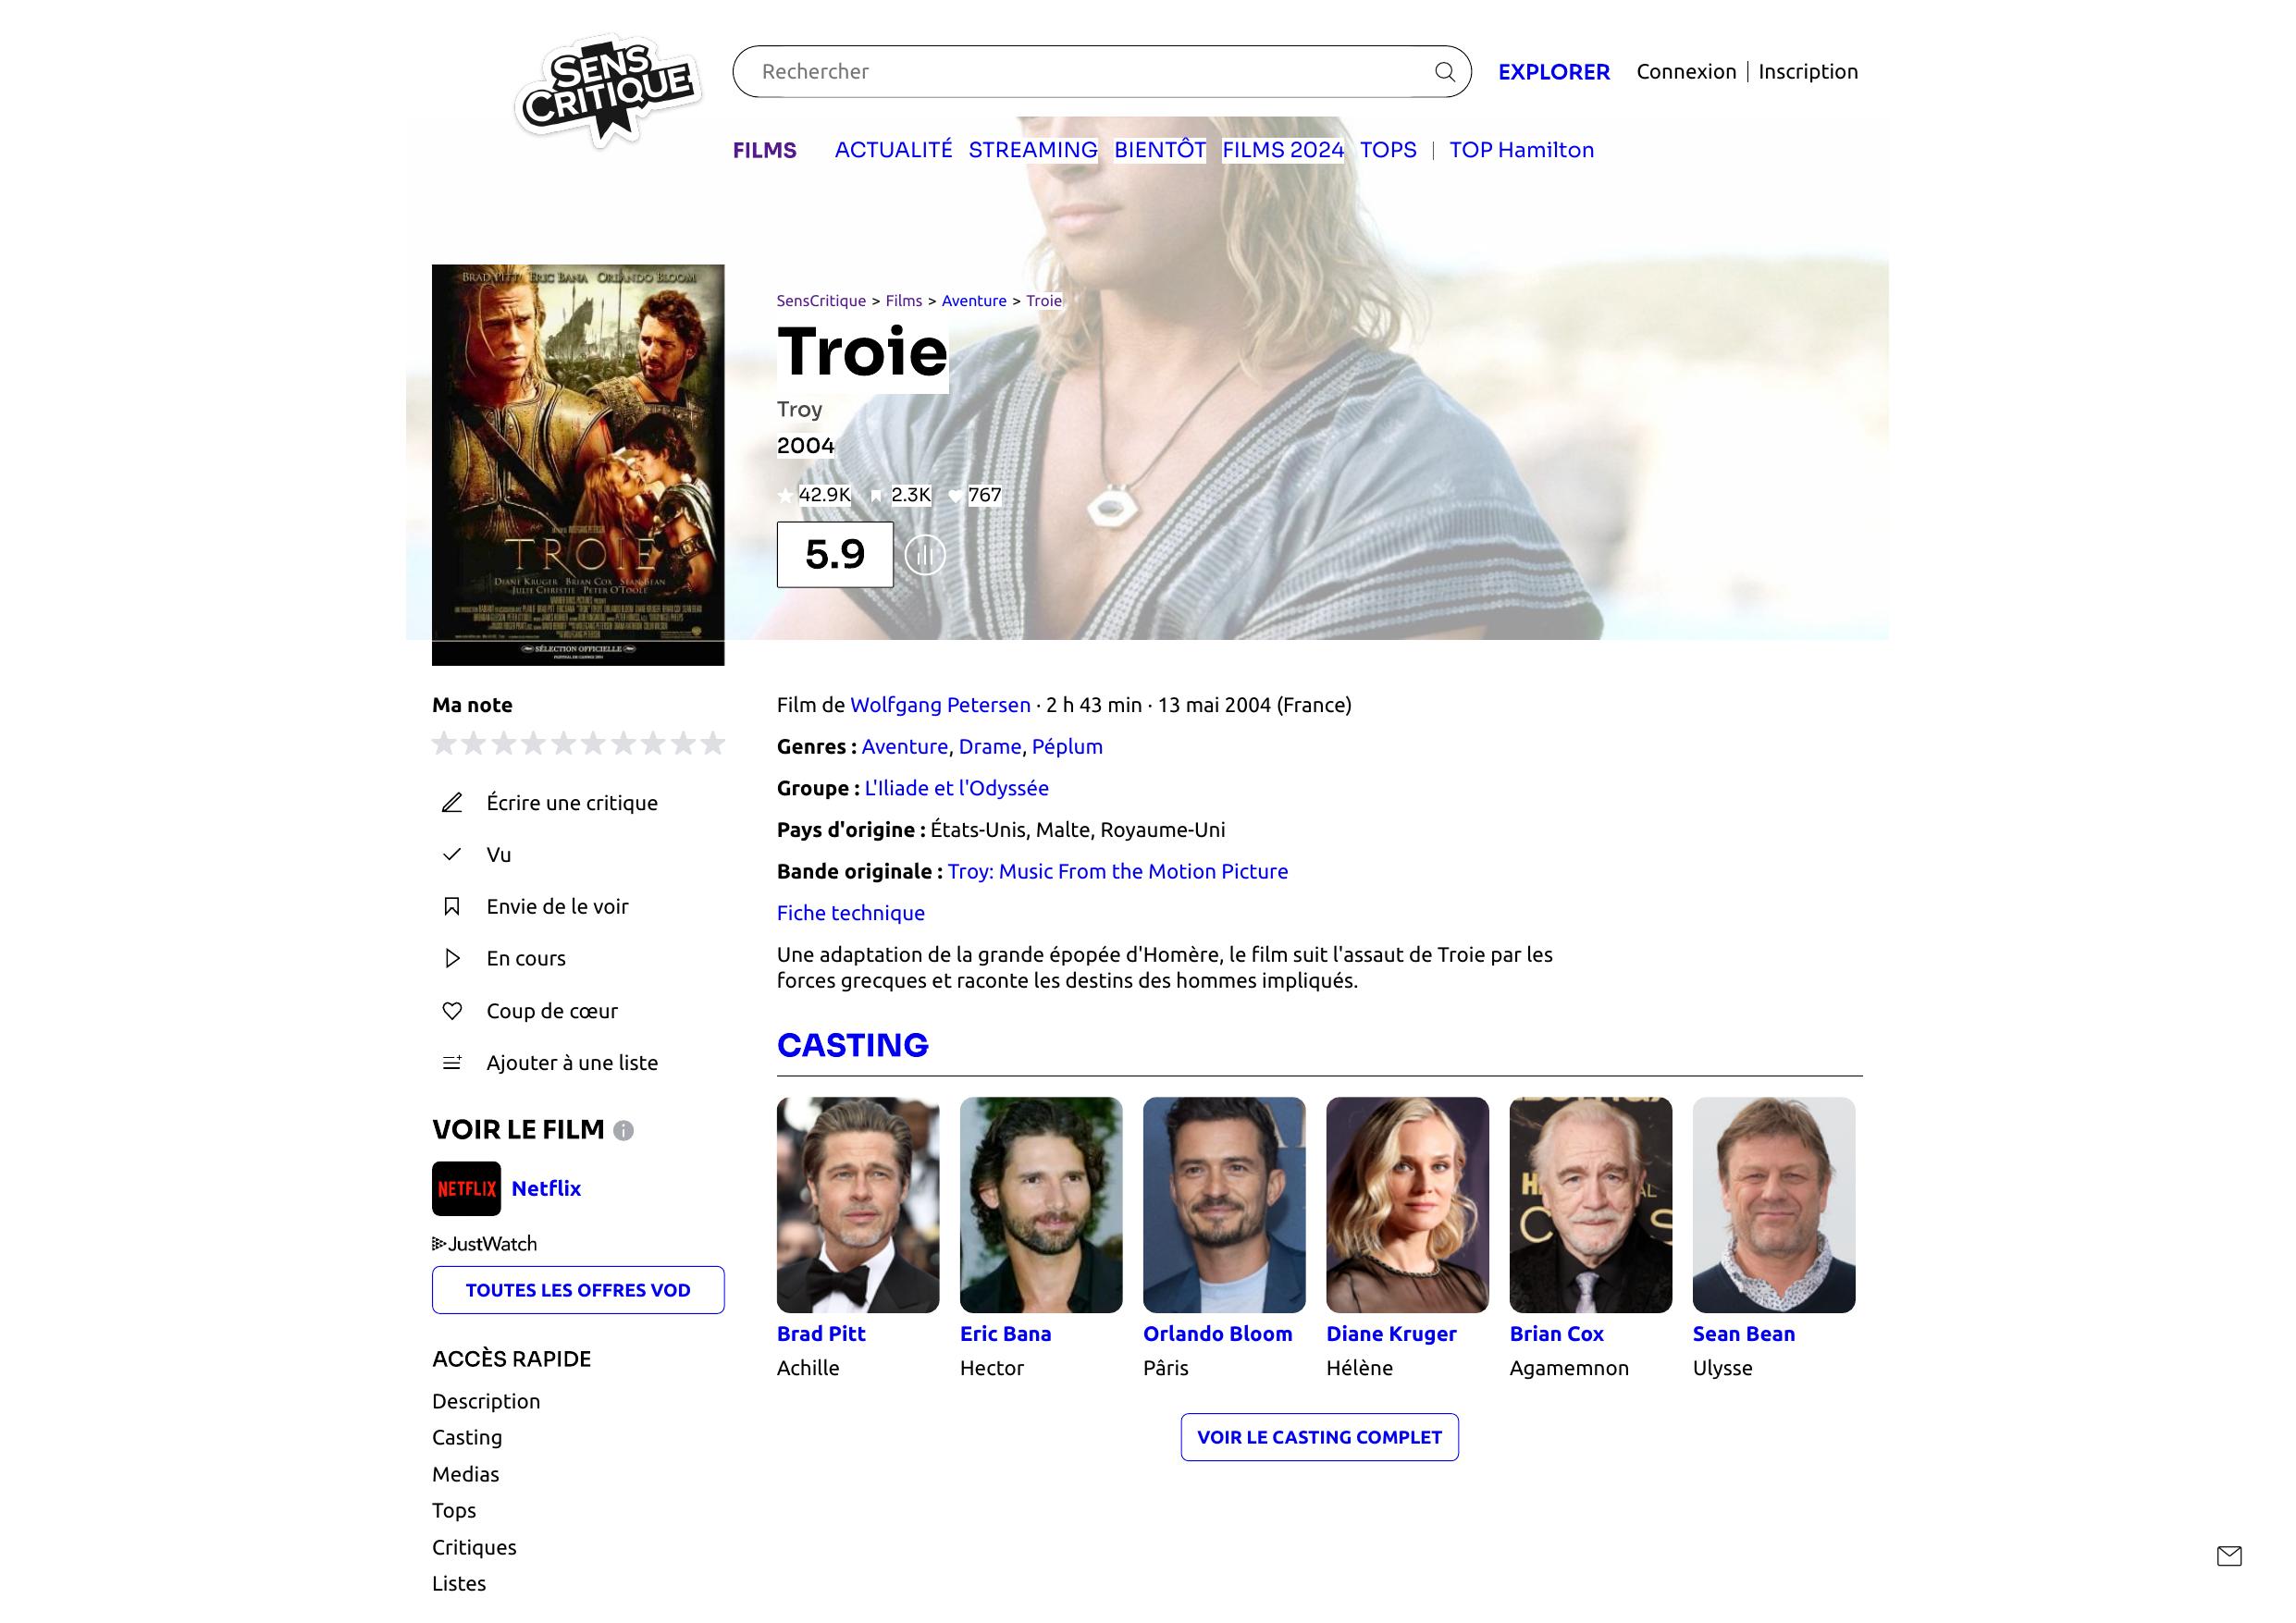 SENS
CRITIQUE
Rechercher
EXPLORER
Connexion | Inscription
FILMS
ACTUALITÉ STREAMING BIENTÔT FILMS 2024 TOPS | TOP Hamilton
BRAD PITT ERIC BANA ORLANDO BLOOM
TROIE
DIANE KRUGER BRIAN COX SEAN BEAN
JULIE CHRISTIE PETER O'TOOLE
SÉLECTION OFFICIELLE
SensCritique > Films > Aventure > Troie
Troie
Troy
2004
42.9K 2.3K 767
5.9
Ma note
Écrire une critique
Vu
Envie de le voir
En cours
Coup de cœur
Ajouter à une liste
VOIR LE FILM
NETFLIX Netflix
JustWatch
TOUTES LES OFFRES VOD
ACCÈS RAPIDE
Description
Casting
Medias
Tops
Critiques
Listes
Film de Wolfgang Petersen · 2 h 43 min · 13 mai 2004 (France)
Genres : Aventure, Drame, Péplum
Groupe : L'Iliade et l'Odyssée
Pays d'origine : États-Unis, Malte, Royaume-Uni
Bande originale : Troy: Music From the Motion Picture
Fiche technique
Une adaptation de la grande épopée d'Homère, le film suit l'assaut de Troie par les
forces grecques et raconte les destins des hommes impliqués.
CASTING
Brad Pitt
Achille
Eric Bana
Hector
Orlando Bloom
Pâris
Diane Kruger
Hélène
Brian Cox
Agamemnon
Sean Bean
Ulysse
VOIR LE CASTING COMPLET